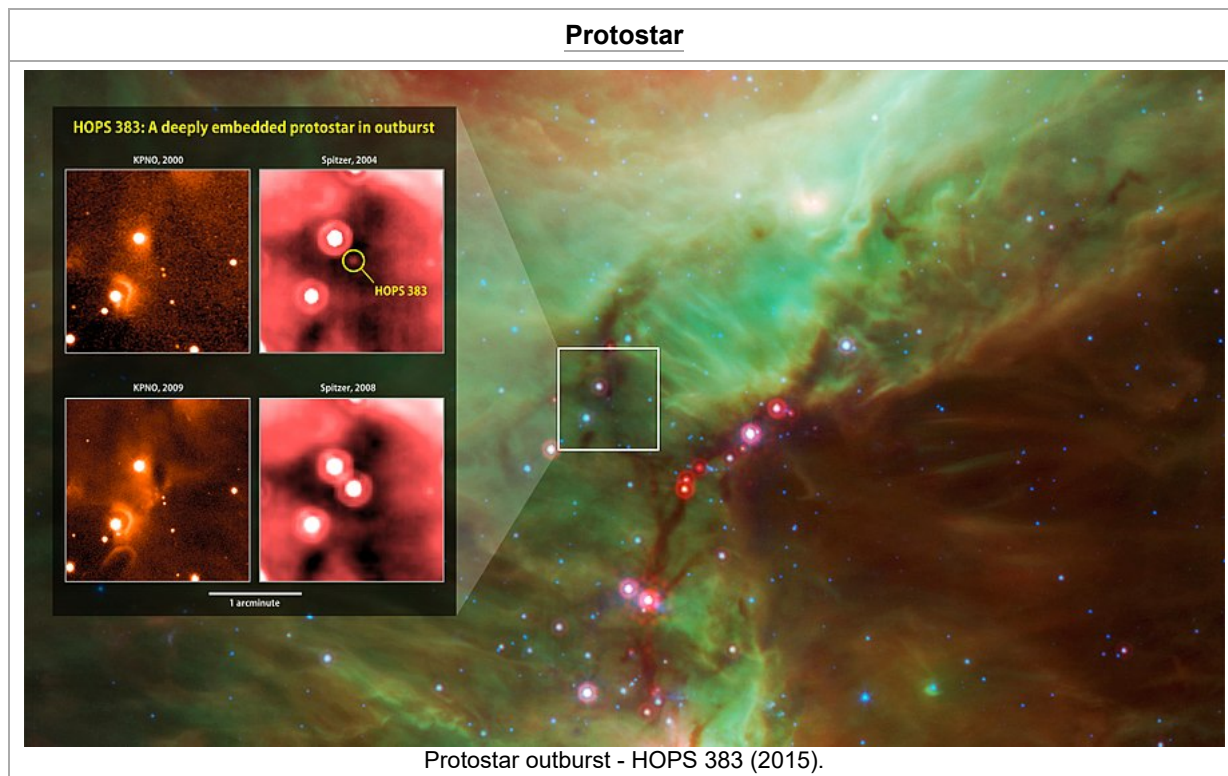 Protostar
HOPS 383: A deeply embedded protostar in outburst
KPNO, 2000
Spitzer, 2004
HOPS 383
KPNO, 2009
Spitzer, 2008
1 arcminute
Protostar outburst - HOPS 383 (2015).